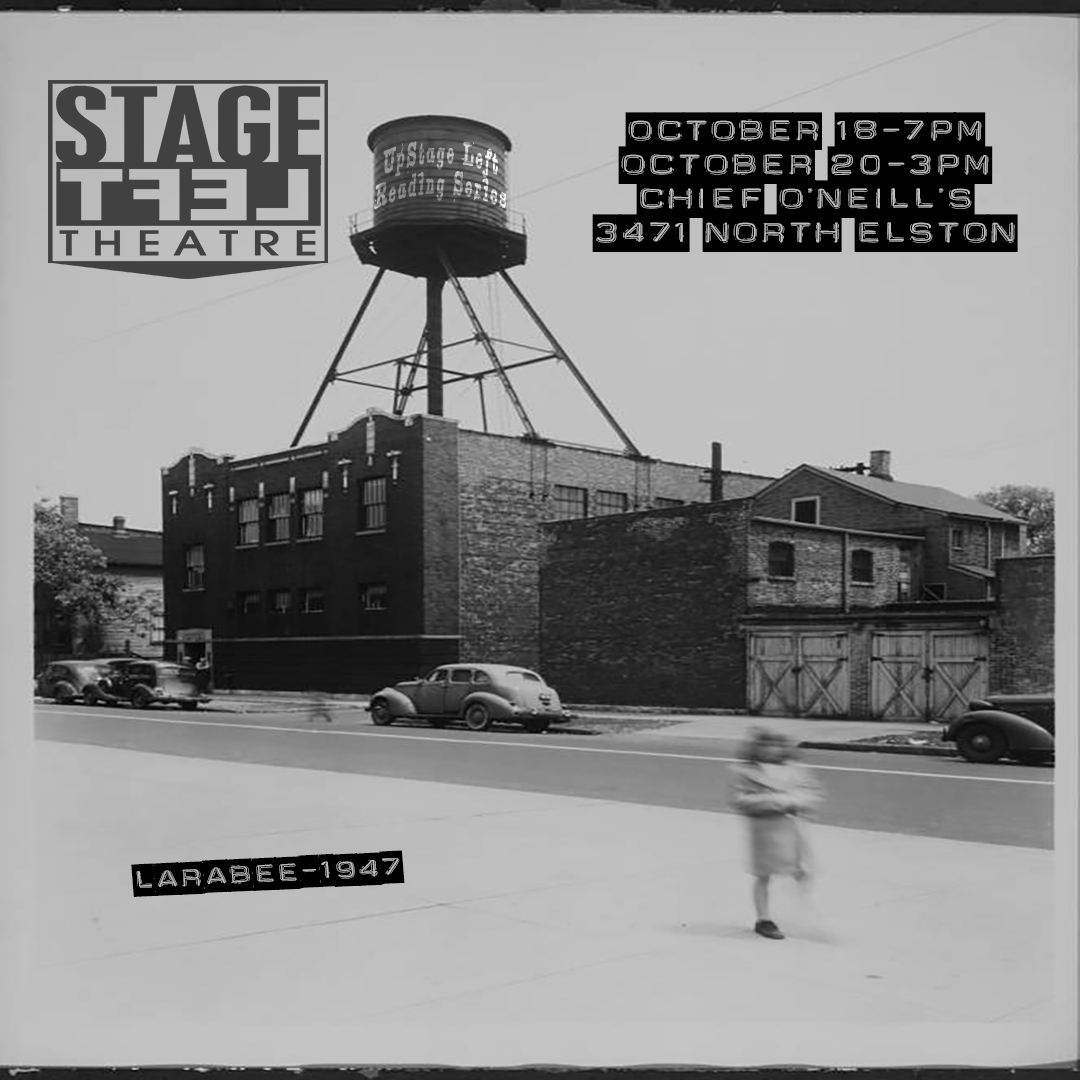 STAGE
LEFT
THEATRE
UpStage Left
Reading Series
OCTOBER 18-7PM
OCTOBER 20-3PM
CHIEF O'NEILL'S
3471 NORTH ELSTON
LARABEE-1947